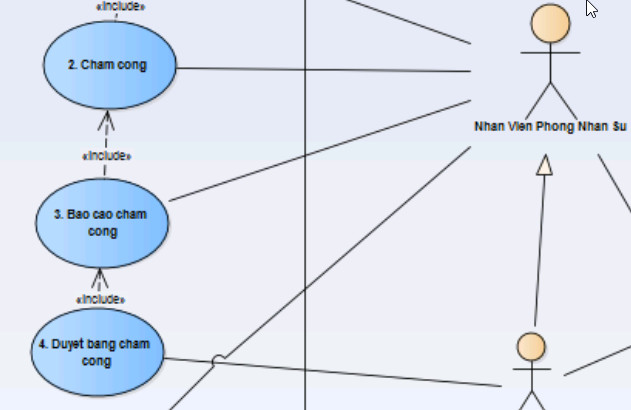 «include»
2. Cham cong
Nhan Vien Phong Nhan Su
«include»
3. Bao cao cham
cong
«include»
4. Duyet bang cham
cong